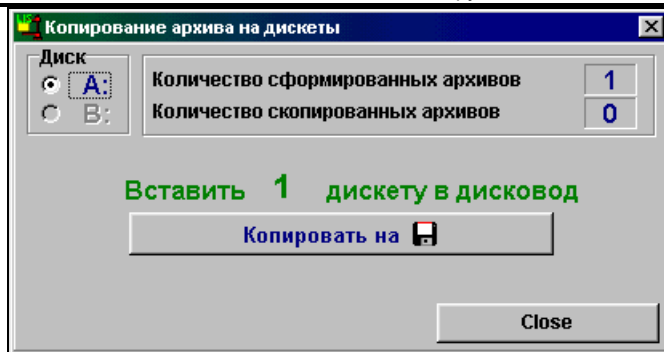 Копирование архива на дискеты
Диск
A:
B:
Количество сформированных архивов 1
Количество скопированных архивов 0
Вставить 1 дискету в дисковод
Копировать на
Close